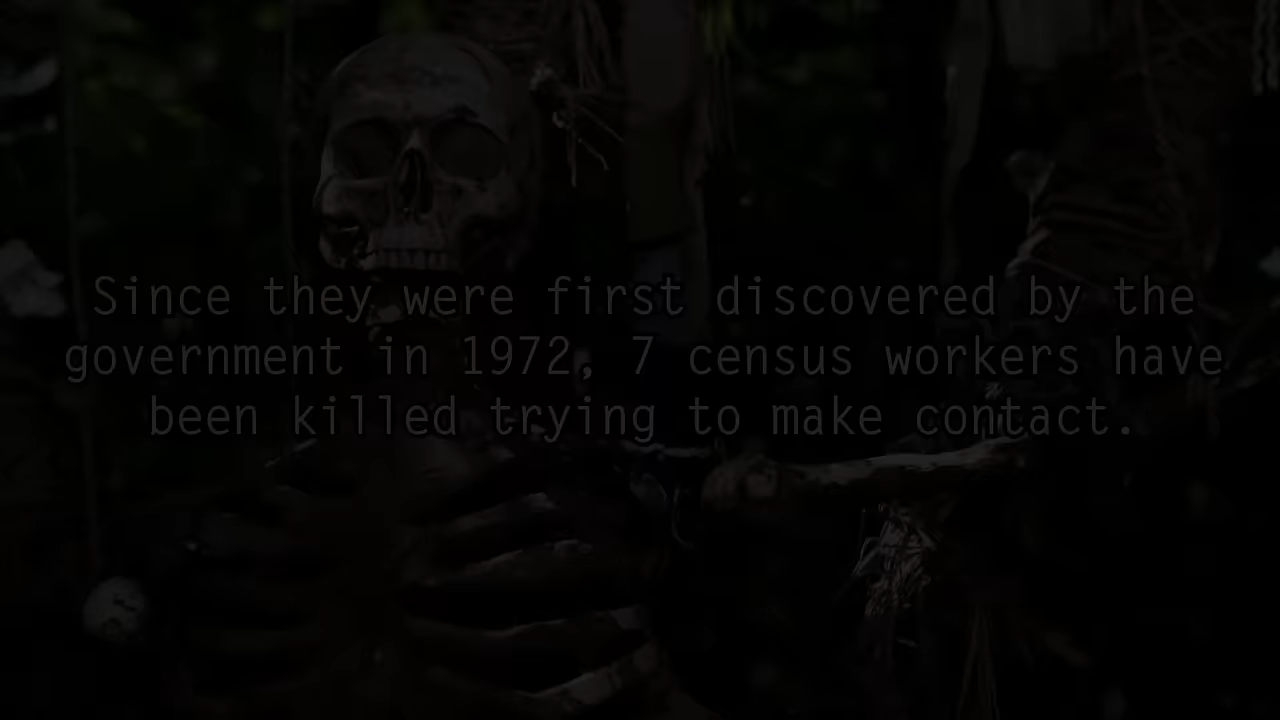 Since they were first discovered by the
government in 1972, 7 census workers have
been killed trying to make contact.